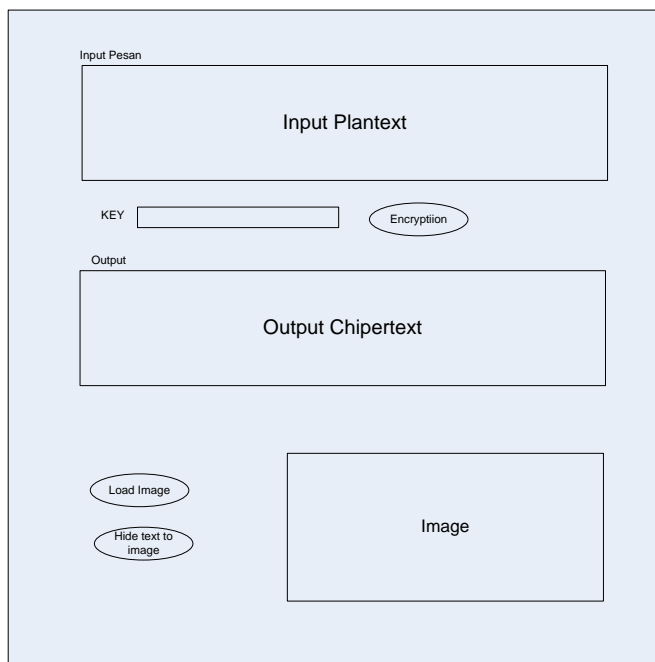 Input Pesan
Input Plantext
KEY
Encryptiion
Output
Output Chipertext
Load Image
Hide text to
image
Image